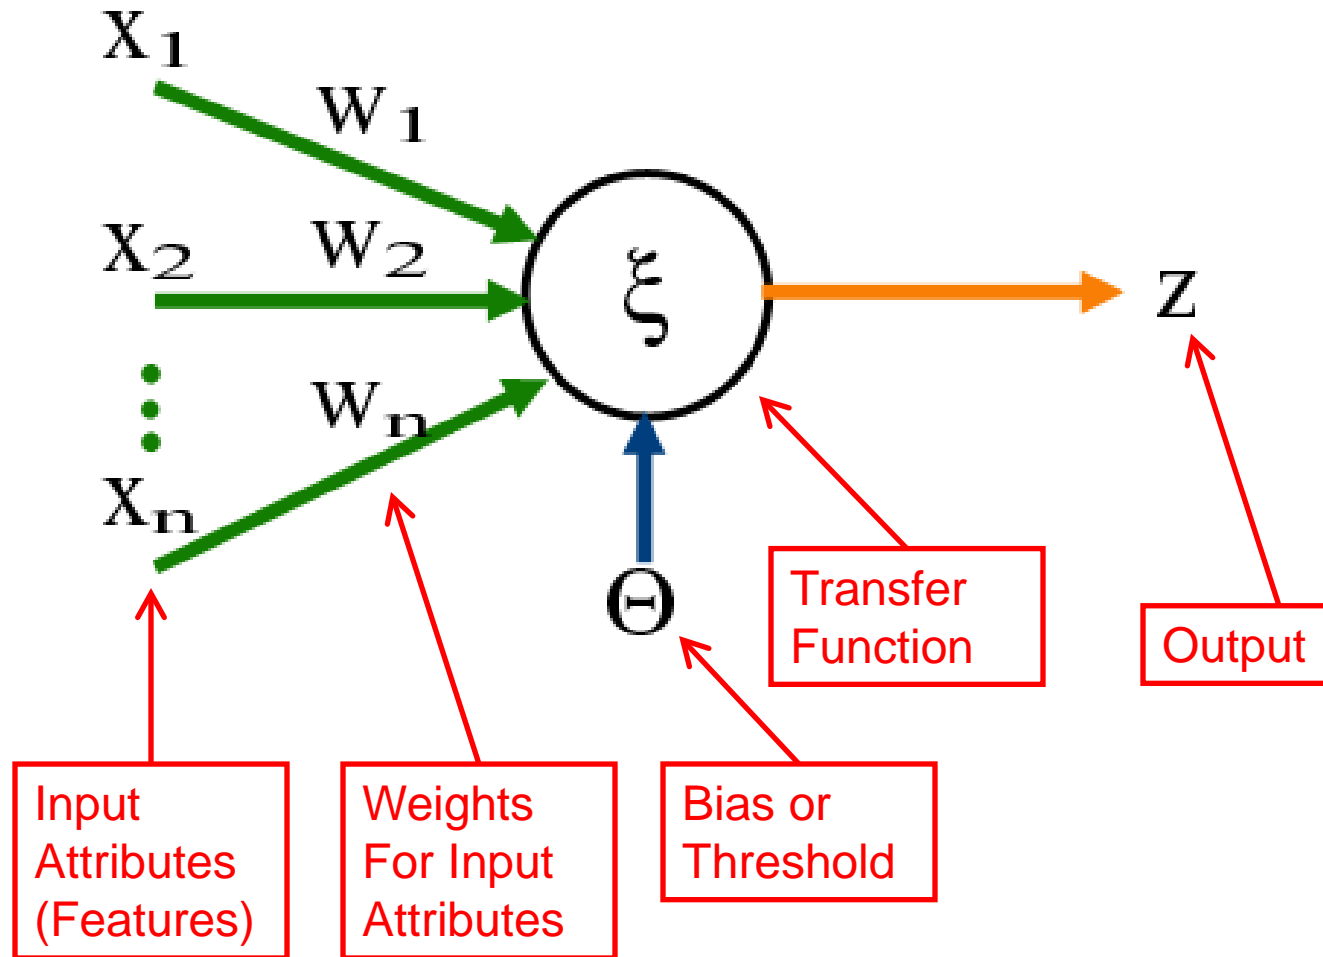 X₁
W₁
X₂
W₂
ξ
Z
Wₙ
Xₙ
Θ
Transfer
Function
Output
Input
Attributes
(Features)
Weights
For Input
Attributes
Bias or
Threshold